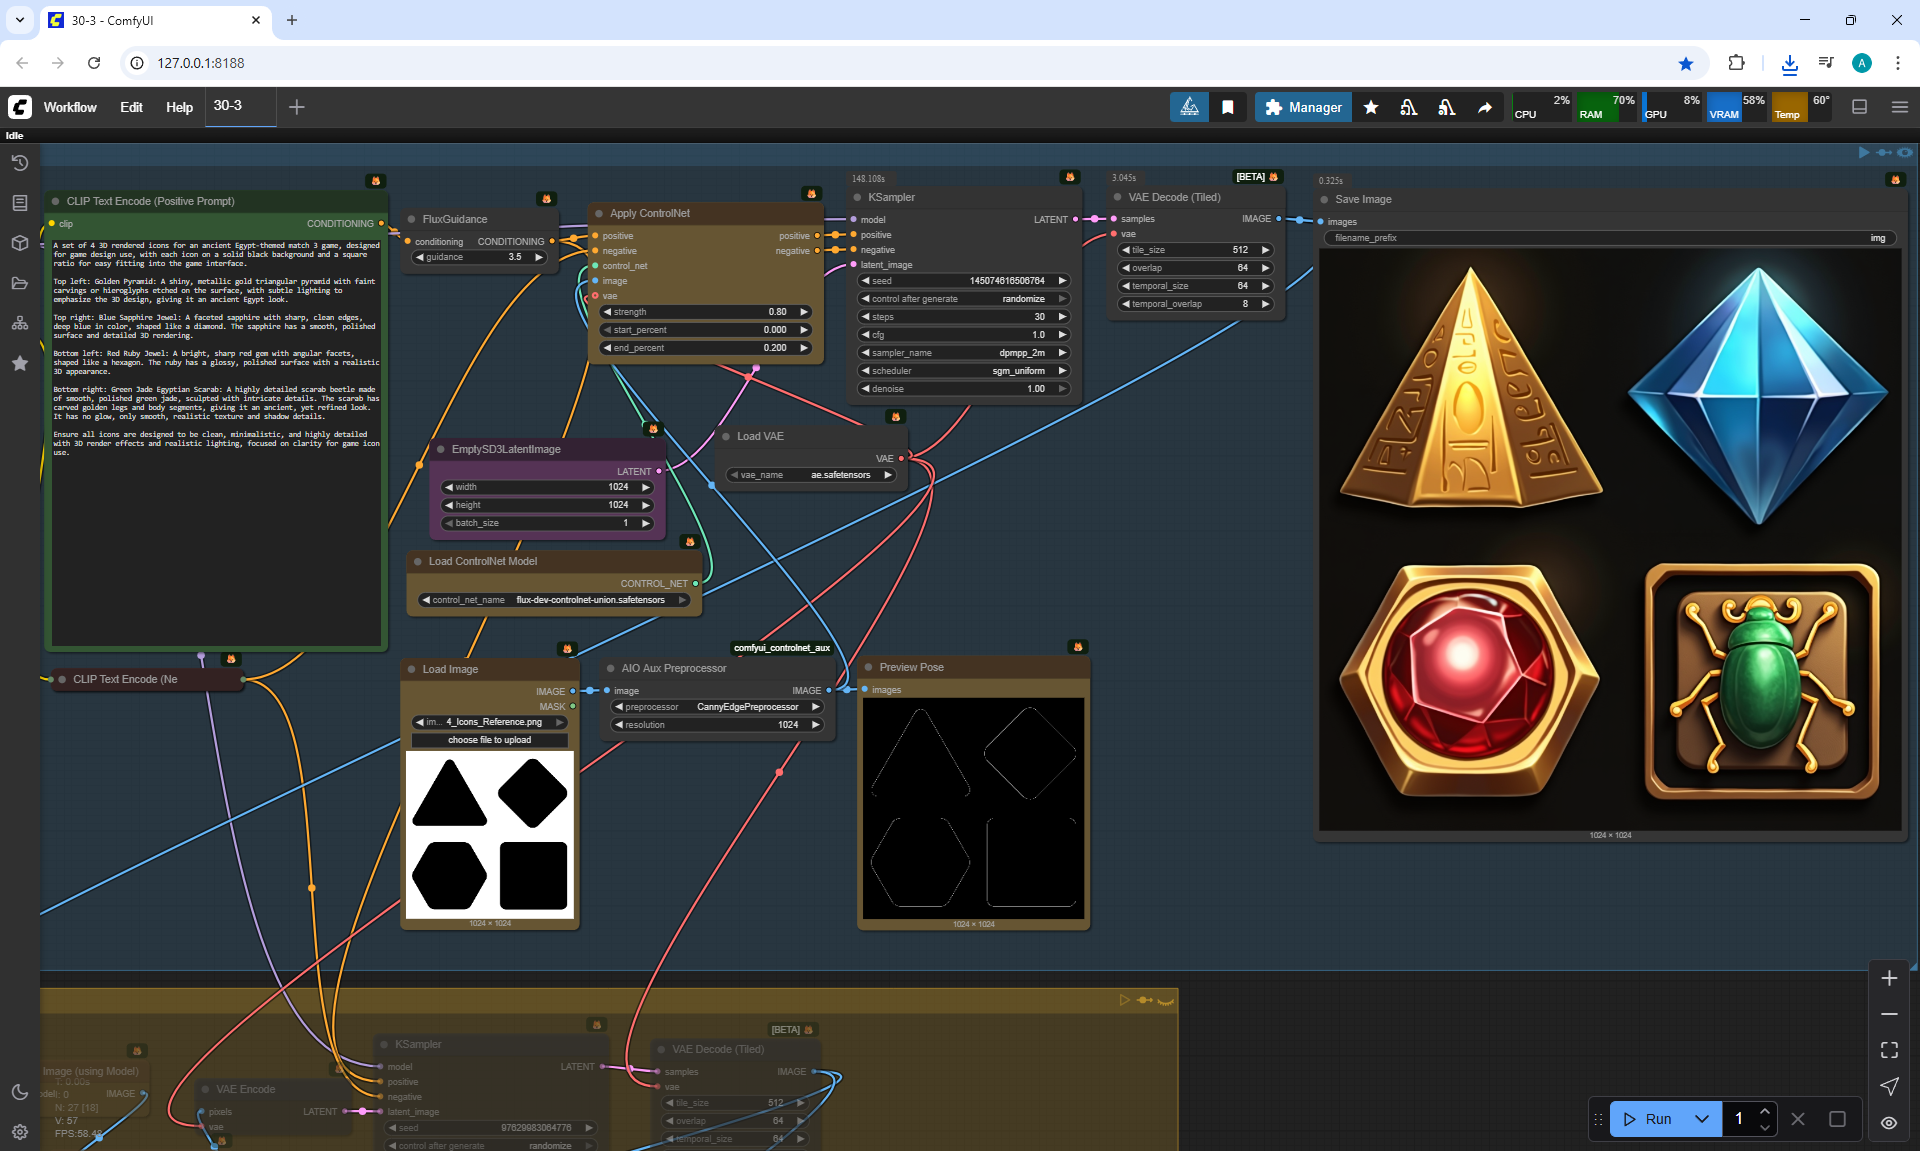 30-3 - ComfyUI
127.0.0.1:8188
A
Workflow
Edit
Help
30-3
Manager
CPU
2%
RAM
70%
GPU
8%
VRAM
58%
Temp
60°
Idle
CLIP Text Encode (Positive Prompt)
clip
CONDITIONING
A set of 4 3D rendered icons for an ancient Egypt-themed match 3 game, designed
for game design use, with each icon on a solid black background and a square
ratio for easy fitting into the game interface.
Top left: Golden Pyramid: A shiny, metallic gold triangular pyramid with faint
carvings or hieroglyphs etched on the surface, with subtle lighting to
emphasize the 3D design, giving it an ancient Egypt look.
Top right: Blue Sapphire Jewel: A faceted sapphire with sharp, clean edges,
deep blue in color, shaped like a diamond. The sapphire has a smooth, polished
surface and detailed 3D rendering.
Bottom left: Red Ruby Jewel: A bright, sharp red gem with angular facets,
shaped like a hexagon. The ruby has a glossy, polished surface with a realistic
3D appearance.
Bottom right: Green Jade Egyptian Scarab: A highly detailed scarab beetle made
of smooth, polished green jade, sculpted with intricate details. The scarab has
carved golden legs and body segments, giving it an ancient, yet refined look.
It has no glow, only smooth, realistic texture and shadow details.
Ensure all icons are designed to be clean, minimalistic, and highly detailed
with 3D render effects and realistic lighting, focused on clarity for game icon
use.
CLIP Text Encode (Ne
FluxGuidance
conditioning
CONDITIONING
guidance
3.5
Apply ControlNet
positive
positive
negative
negative
control_net
image
vae
strength
0.80
start_percent
0.000
end_percent
0.200
148.108s
KSampler
model
LATENT
positive
negative
latent_image
seed
145074616506764
control after generate
randomize
steps
30
cfg
1.0
sampler_name
dpmpp_2m
scheduler
sgm_uniform
denoise
1.00
3.045s
[BETA]
VAE Decode (Tiled)
samples
IMAGE
vae
tile_size
512
overlap
64
temporal_size
64
temporal_overlap
8
0.325s
Save Image
images
filename_prefix
img
1024 × 1024
EmptySD3LatentImage
LATENT
width
1024
height
1024
batch_size
1
Load VAE
VAE
vae_name
ae.safetensors
Load ControlNet Model
CONTROL_NET
control_net_name
flux-dev-controlnet-union.safetensors
Load Image
IMAGE
MASK
im...
4_Icons_Reference.png
choose file to upload
1024 × 1024
comfyui_controlnet_aux
AIO Aux Preprocessor
image
IMAGE
preprocessor
CannyEdgePreprocessor
resolution
1024
Preview Pose
images
1024 × 1024
Image (using Model)
T: 0.00s
IMAGE
N: 27 [18]
V: 57
VAE Encode
pixels
LATENT
vae
KSampler
model
LATENT
positive
negative
latent_image
seed
97629983064776
control after generate
randomize
[BETA]
VAE Decode (Tiled)
samples
IMAGE
vae
tile_size
512
overlap
64
temporal_size
64
Run
1